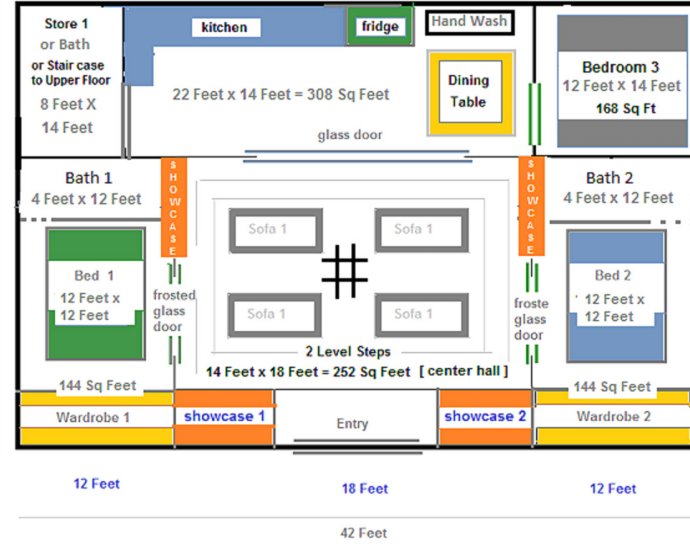 Store 1
or Bath
or Stair case
to Upper Floor
8 Feet X
14 Feet
kitchen
fridge
Hand Wash
22 Feet x 14 Feet = 308 Sq Feet
Dining
Table
Bedroom 3
12 Feet x 14 Feet
168 Sq Ft
glass door
Bath 1
4 Feet x 12 Feet
SHOWCASE
SHOWCASE
Bath 2
4 Feet x 12 Feet
Sofa 1
Sofa 1
Bed 1
12 Feet x
12 Feet
frosted
glass
door
Sofa 1
Sofa 1
froste
glass
door
Bed 2
12 Feet x
12 Feet
2 Level Steps
14 Feet x 18 Feet = 252 Sq Feet [ center hall ]
144 Sq Feet
144 Sq Feet
Wardrobe 1
showcase 1
Entry
showcase 2
Wardrobe 2
12 Feet
18 Feet
12 Feet
42 Feet